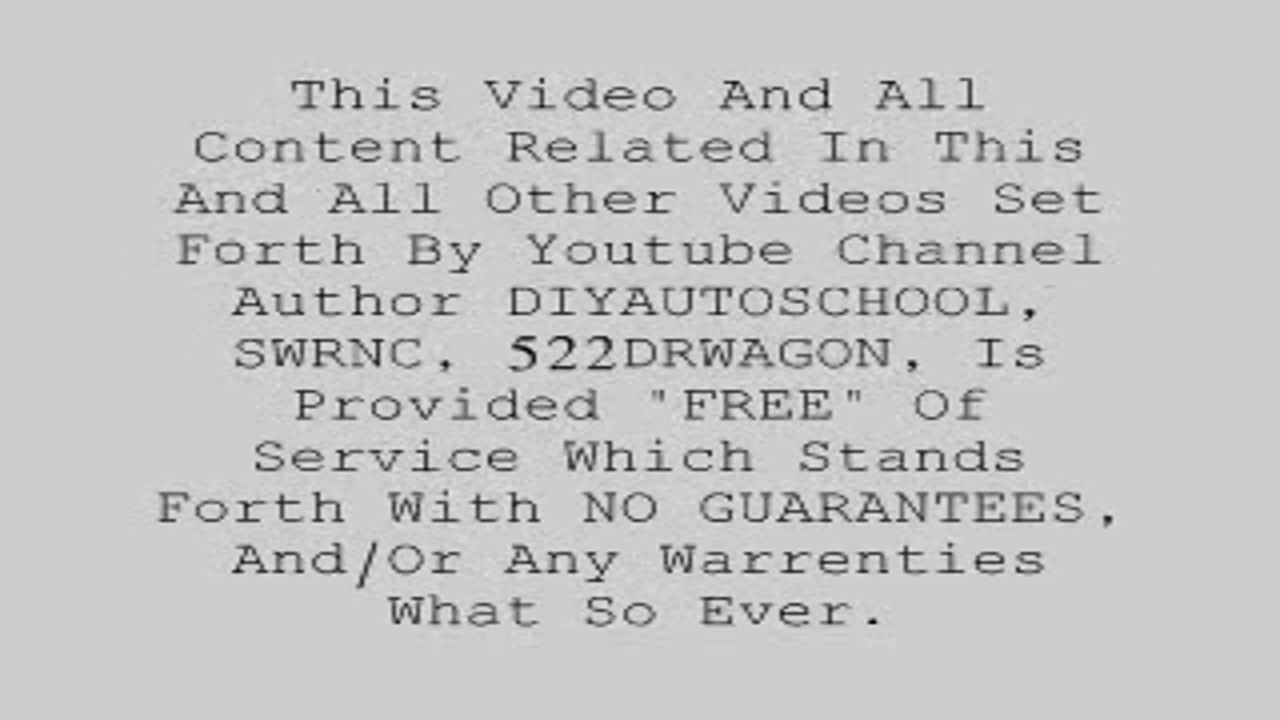 This Video And All
Content Related In This
And All Other Videos Set
Forth By Youtube Channel
Author DIYAUTOSCHOOL,
SWRNC, 522DRWAGON, Is
Provided "FREE" Of
Service Which Stands
Forth With NO GUARANTEES,
And/Or Any Warrenties
What So Ever.